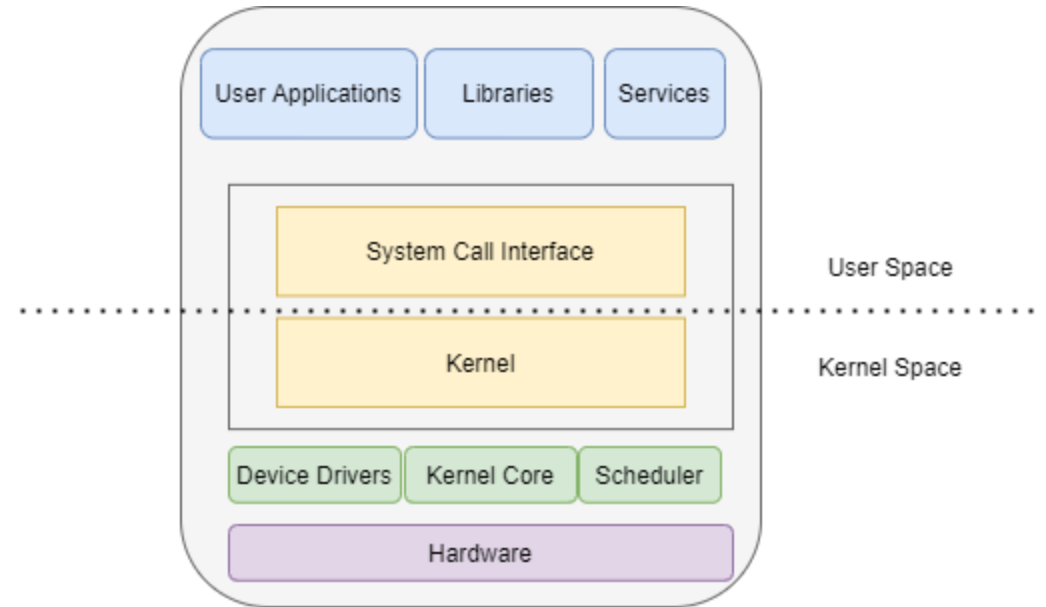 User Applications
Libraries
Services
System Call Interface
User Space
Kernel
Kernel Space
Device Drivers
Kernel Core
Scheduler
Hardware